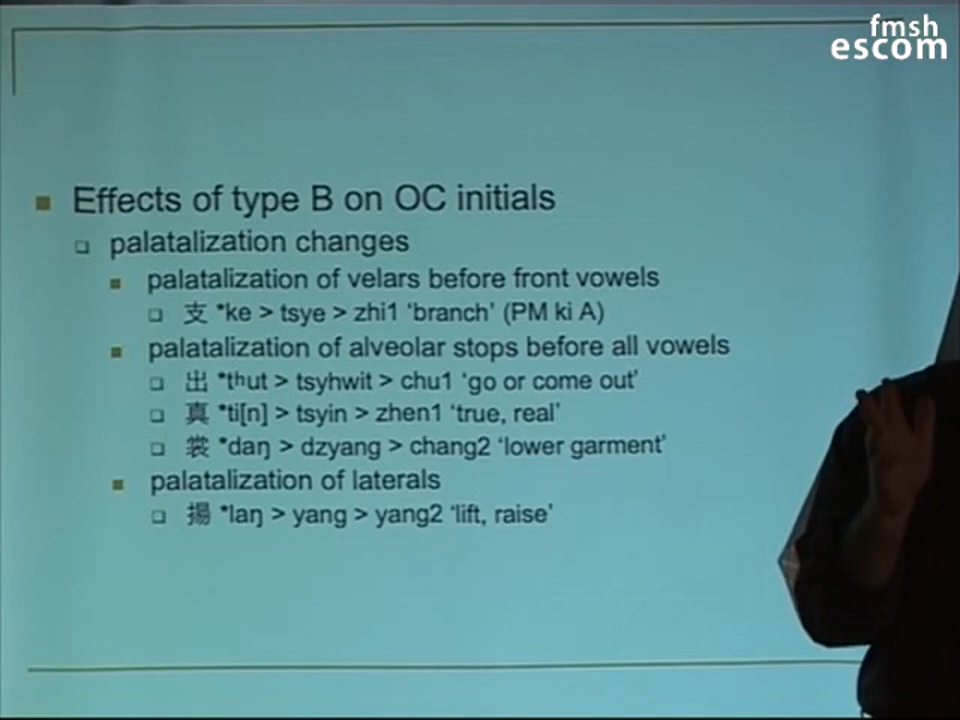 fmsh
escom
Effects of type B on OC initials
palatalization changes
palatalization of velars before front vowels
支 *ke > tsye > zhi1 ‘branch’ (PM ki A)
palatalization of alveolar stops before all vowels
出 *tʰut > tsyhwit > chu1 ‘go or come out’
真 *ti[n] > tsyin > zhen1 ‘true, real’
裳 *daŋ > dzyang > chang2 ‘lower garment’
palatalization of laterals
揚 *laŋ > yang > yang2 ‘lift, raise’